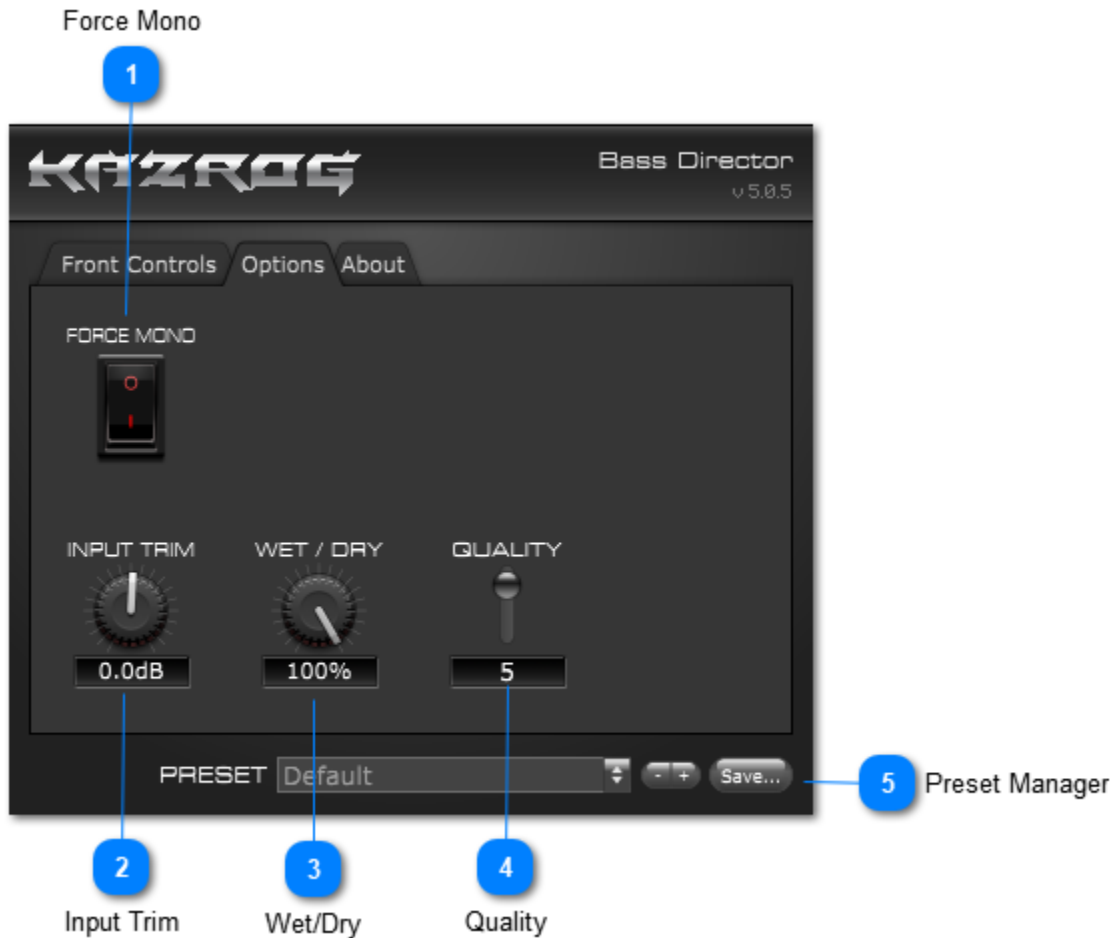 Force Mono
1
KAZROG
Bass Director
v 5.0.5
Front Controls Options About
FORCE MONO
O
I
INPUT TRIM WET / DRY QUALITY
0.0dB 100% 5
PRESET Default - + Save...
5 Preset Manager
2 3 4
Input Trim Wet/Dry Quality